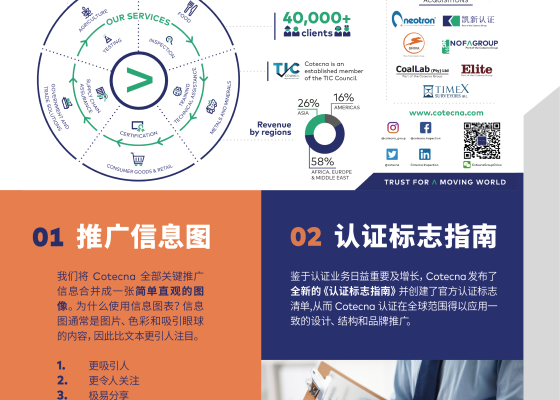 ACQUISITIONS
OUR SERVICES
AGRICULTURE
FOOD
TESTING
INSPECTION
SUPPLY CHAIN
ASSURANCE
TRAINING
TECHNICAL ASSISTANCE
GOVERNMENT AND
TRADE SOLUTIONS
METALS AND MINERALS
CERTIFICATION
CONSUMER GOODS & RETAIL
40,000+
clients
TIC
Cotecna is an
established member
of the TIC Council.
Revenue
by regions
26%
ASIA
16%
AMERICAS
58%
AFRICA, EUROPE
& MIDDLE EAST
neotron
凯新认证
NOFAGROUP
CoalLab (Pty) Ltd
Elite
TIMEX
SURVEYORS
www.cotecna.com
TRUST FOR A MOVING WORLD
01 推广信息图
我们将 Cotecna 全部关键推广
信息合并成一张简单直观的图
像。为什么使用信息图表？信息
图通常是图片、色彩和吸引眼球
的内容，因此比文本更引人注目。
1. 更吸引人
2. 更令人关注
3. 极易分享
02 认证标志指南
鉴于认证业务日益重要及增长，Cotecna 发布了
全新的《认证标志指南》并创建了官方认证标志
清单,从而 Cotecna 认证在全球范围得以应用一
致的设计、结构和品牌推广。